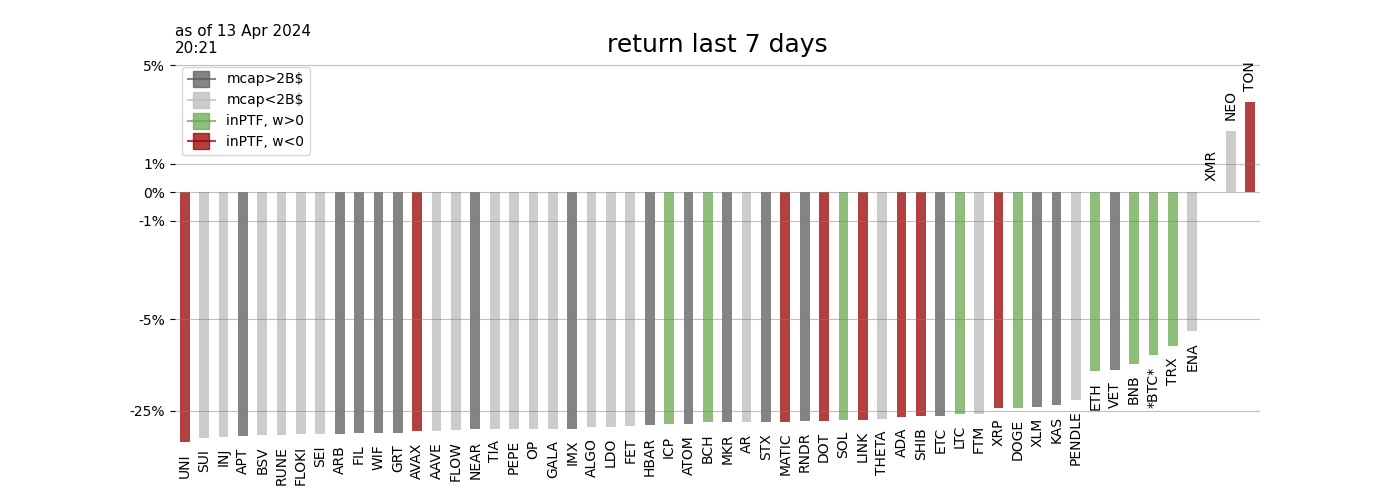 as of 13 Apr 2024
20:21
return last 7 days
mcap>2B$
mcap<2B$
inPTF, w>0
inPTF, w<0
5%
1%
0%
-1%
-5%
-25%
UNI
SUI
INJ
APT
BSV
RUNE
FLOKI
SEI
ARB
FIL
WIF
GRT
AVAX
AAVE
FLOW
NEAR
TIA
PEPE
OP
GALA
IMX
ALGO
LDO
FET
HBAR
ICP
ATOM
BCH
MKR
AR
STX
MATIC
RNDR
DOT
SOL
LINK
THETA
ADA
SHIB
ETC
LTC
FTM
XRP
DOGE
XLM
KAS
PENDLE
ETH
VET
BNB
*BTC*
TRX
ENA
XMR
NEO
TON